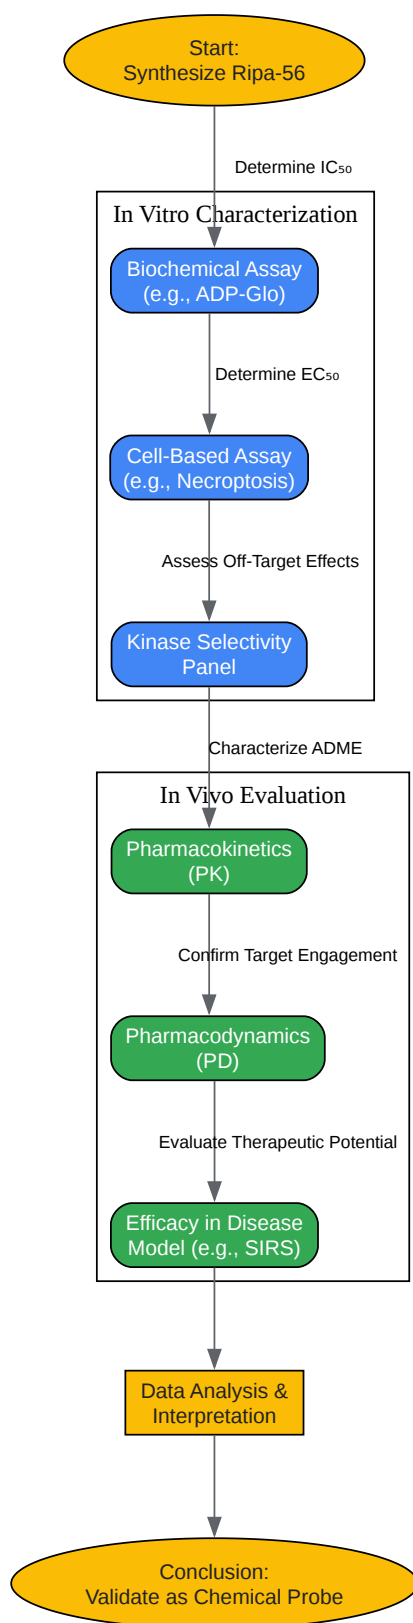 Start:
Synthesize Ripa-56
Determine IC₅₀
In Vitro Characterization
Biochemical Assay
(e.g., ADP-Glo)
Determine EC₅₀
Cell-Based Assay
(e.g., Necroptosis)
Assess Off-Target Effects
Kinase Selectivity
Panel
Characterize ADME
In Vivo Evaluation
Pharmacokinetics
(PK)
Confirm Target Engagement
Pharmacodynamics
(PD)
Evaluate Therapeutic Potential
Efficacy in Disease
Model (e.g., SIRS)
Data Analysis &
Interpretation
Conclusion:
Validate as Chemical Probe